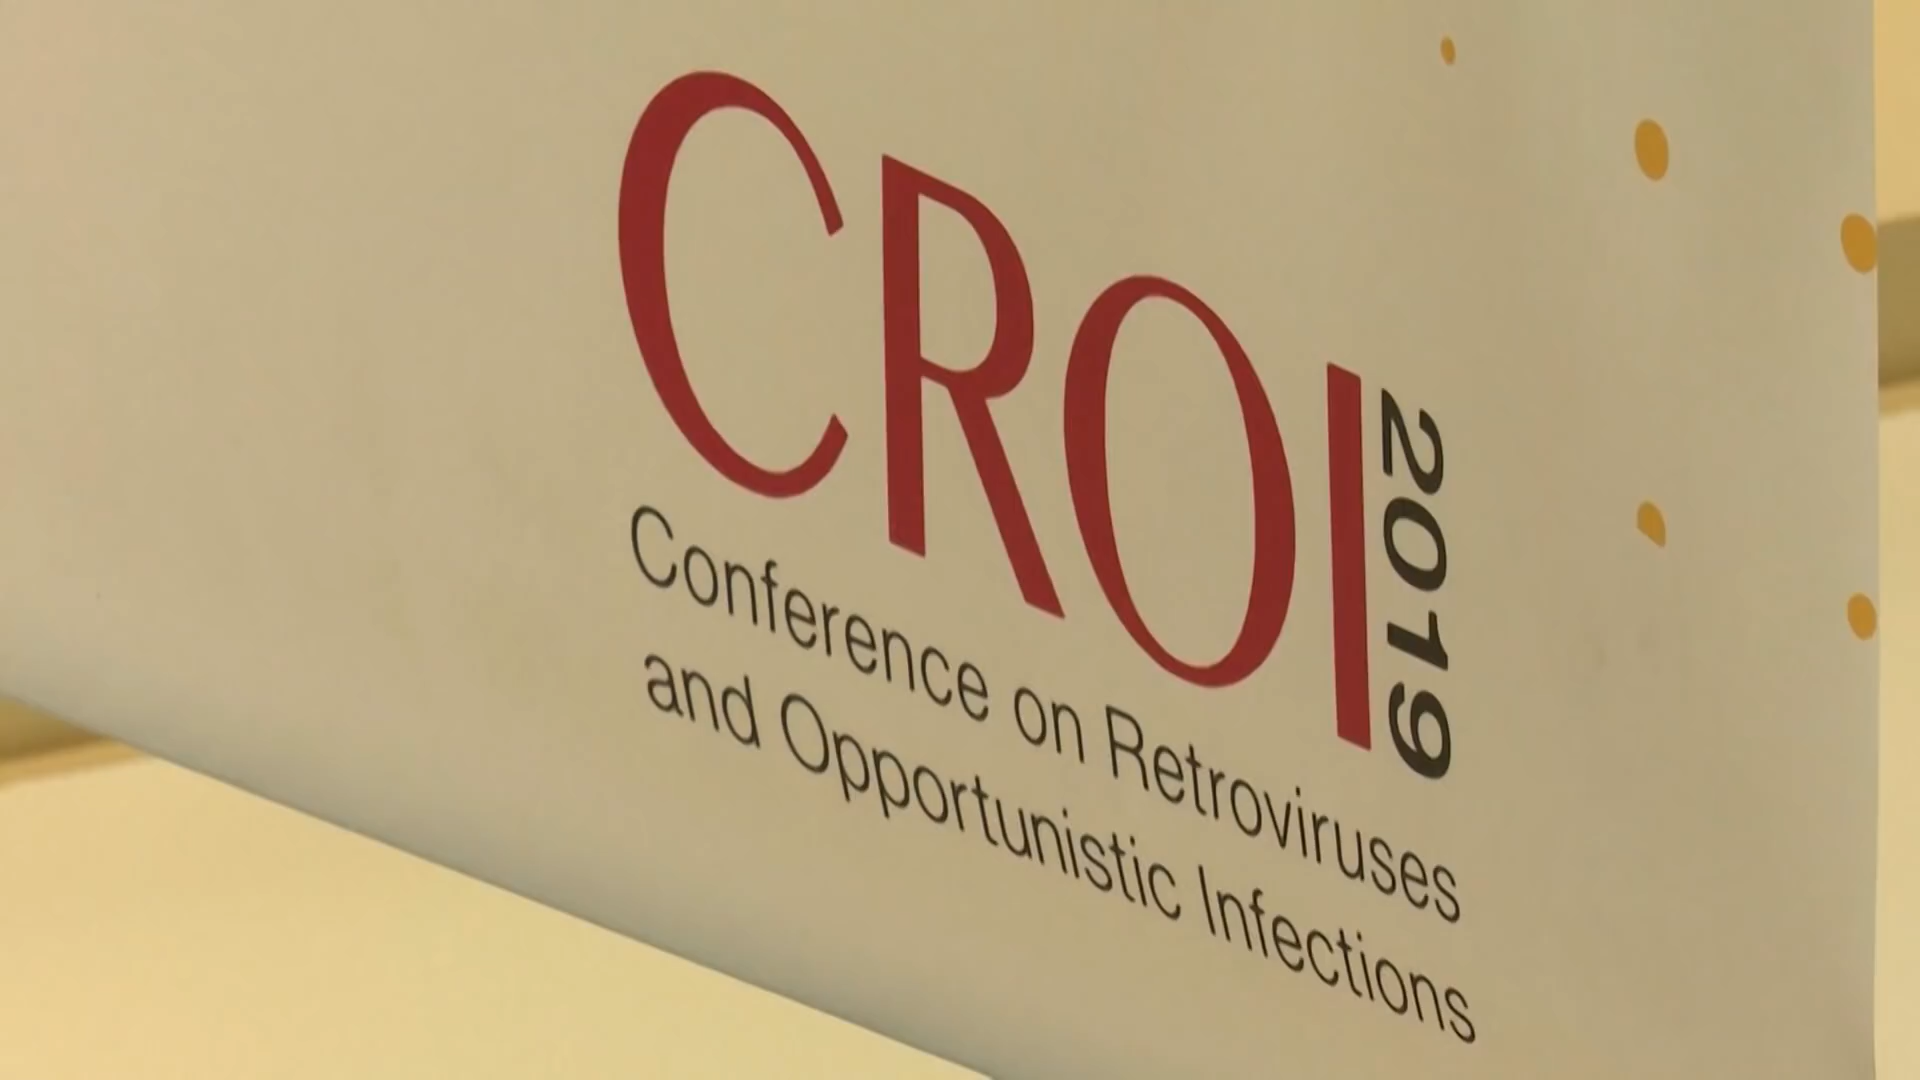 CROI 2019
Conference on Retroviruses
and Opportunistic Infections